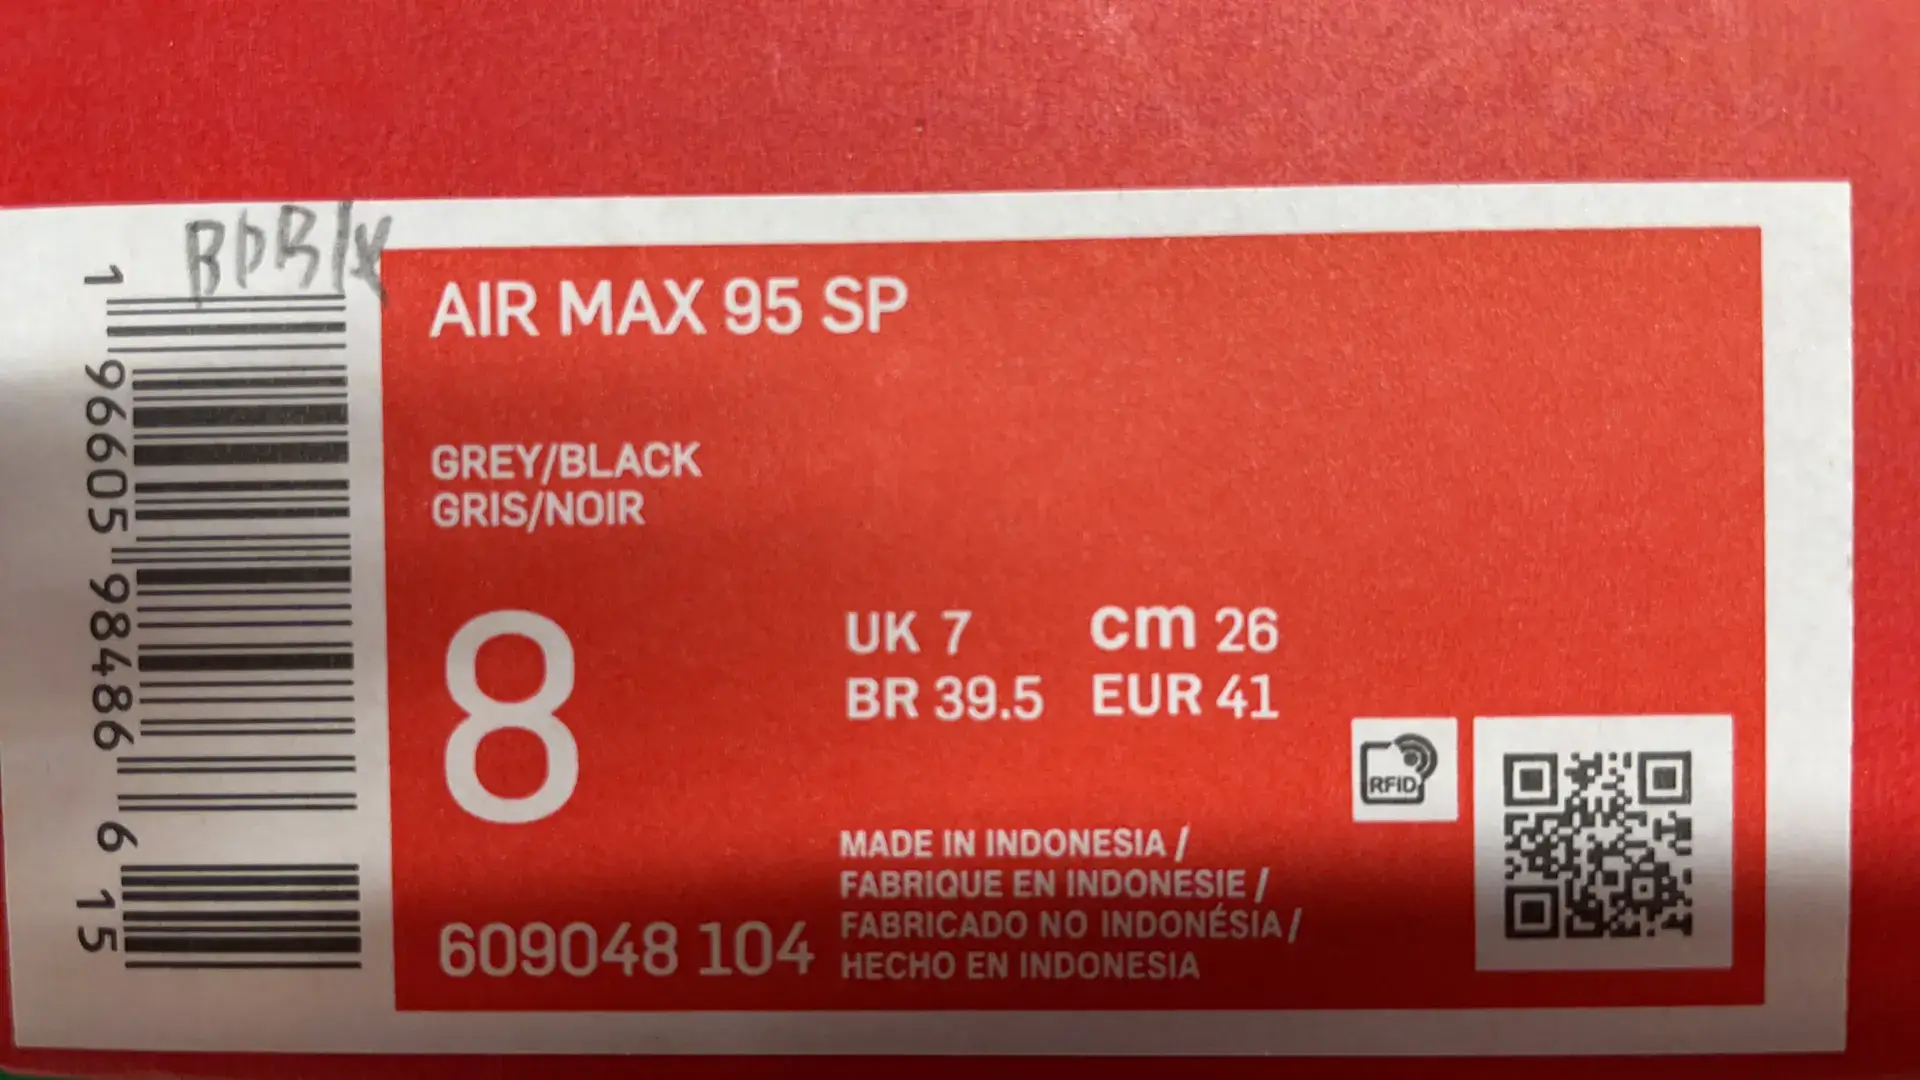 AIR MAX 95 SP
GREY/BLACK
GRIS/NOIR
8
UK 7 cm 26
BR 39.5 EUR 41
RFID
MADE IN INDONESIA /
FABRIQUE EN INDONESIE /
FABRICADO NO INDONÉSIA /
HECHO EN INDONESIA
609048 104
1 96605 98486 6 15